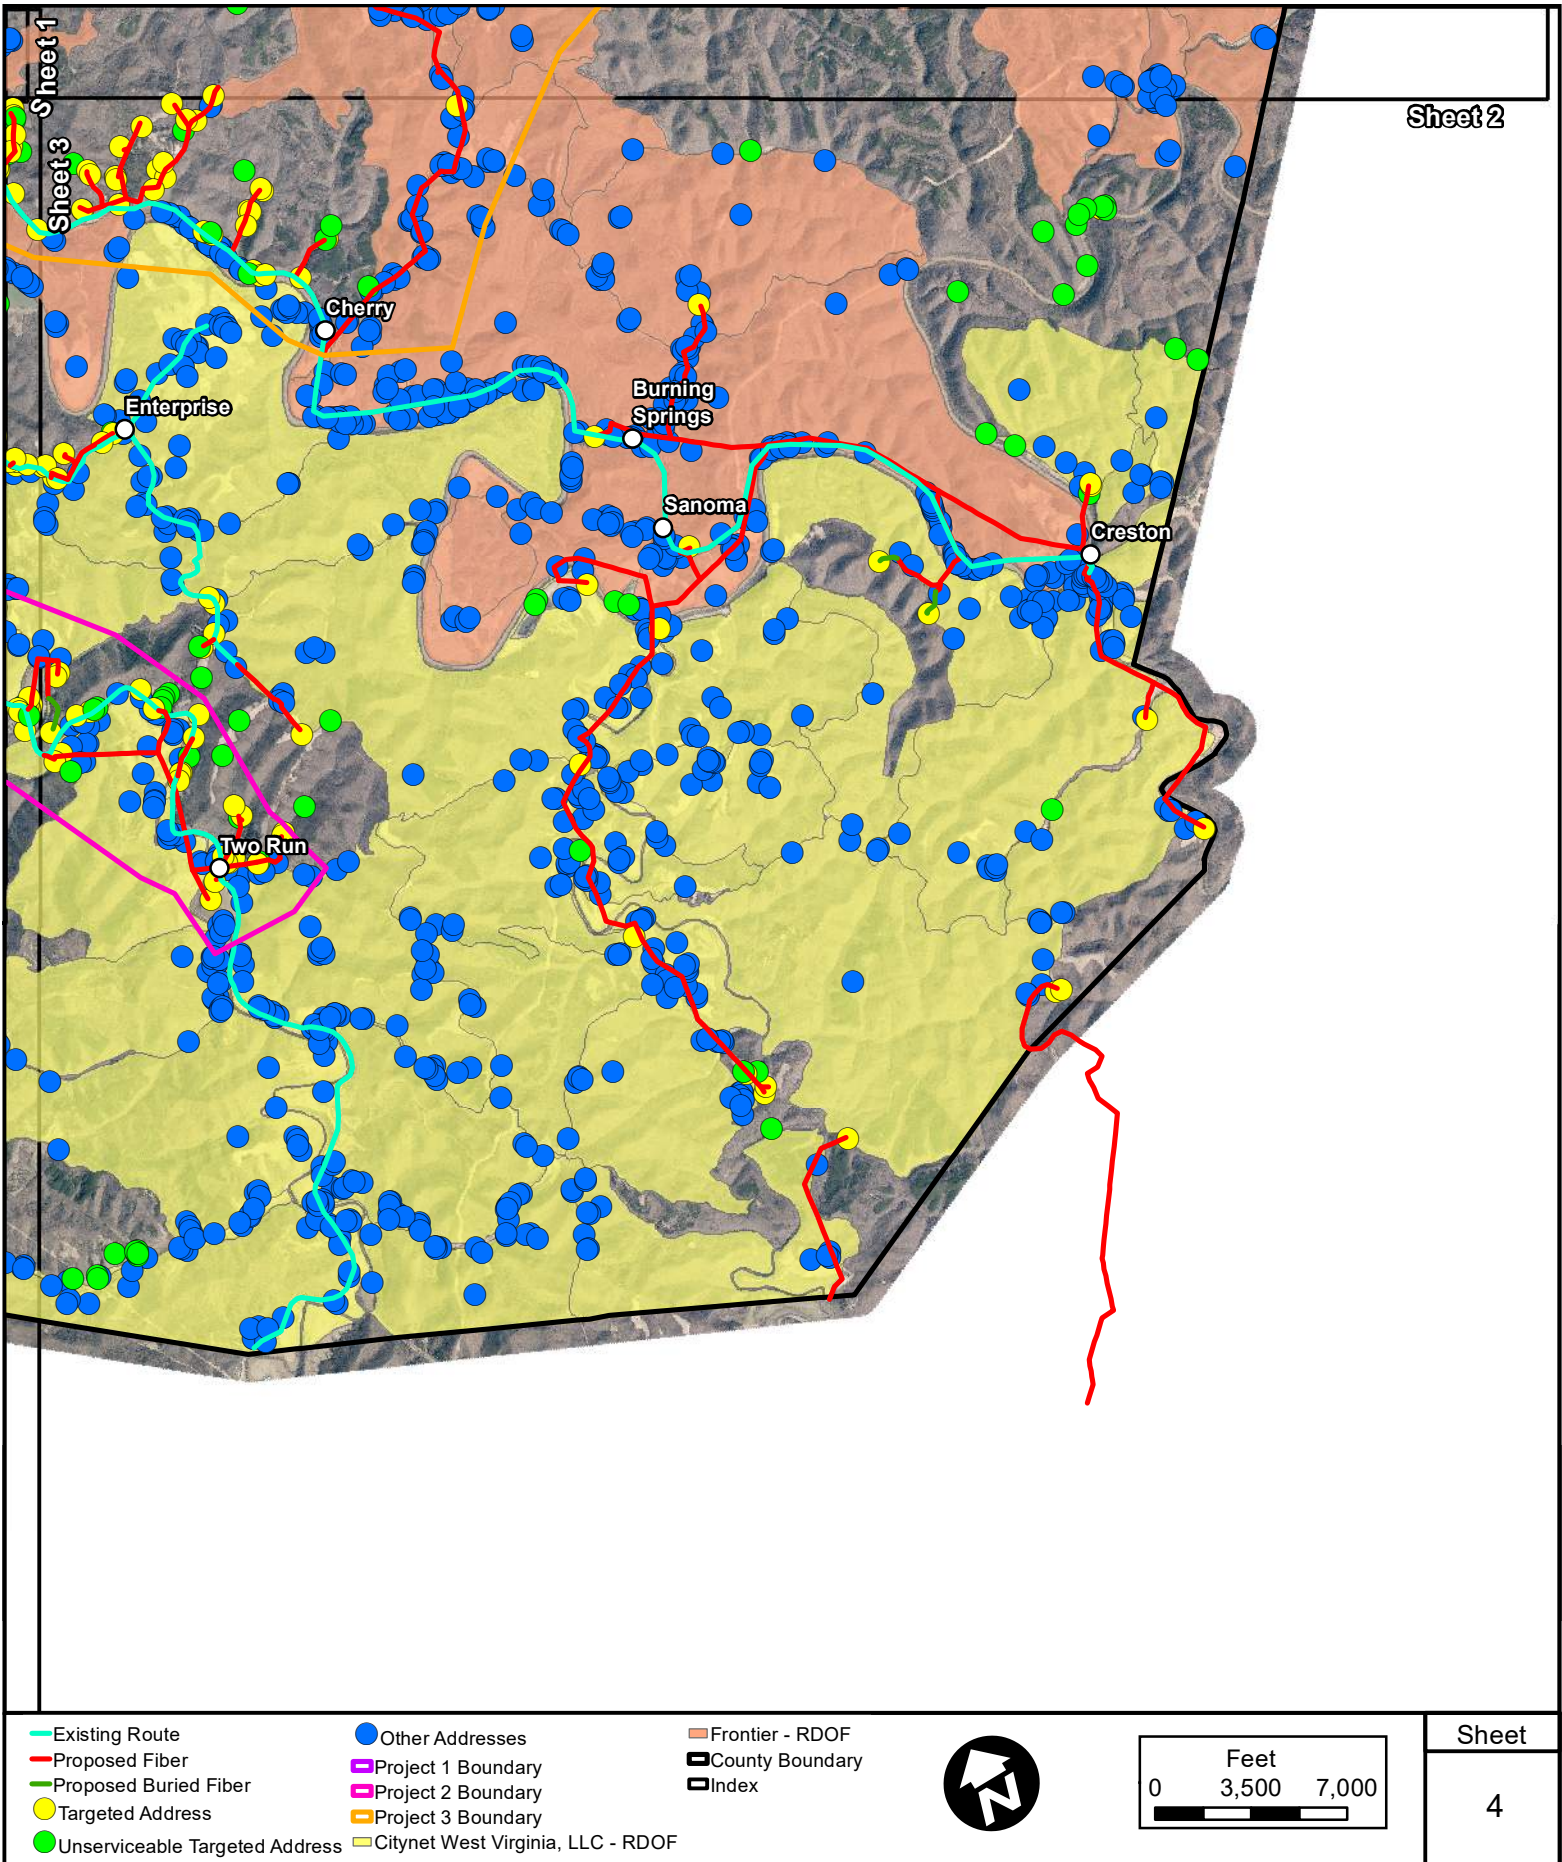 Sheet 1
Sheet 2
Sheet 3
Cherry
Enterprise
Burning
Springs
Sanoma
Creston
Two Run
Existing Route
Proposed Fiber
Proposed Buried Fiber
Targeted Address
Unserviceable Targeted Address
Other Addresses
Project 1 Boundary
Project 2 Boundary
Project 3 Boundary
Citynet West Virginia, LLC - RDOF
Frontier - RDOF
County Boundary
Index
N
Feet
0 3,500 7,000
Sheet
4